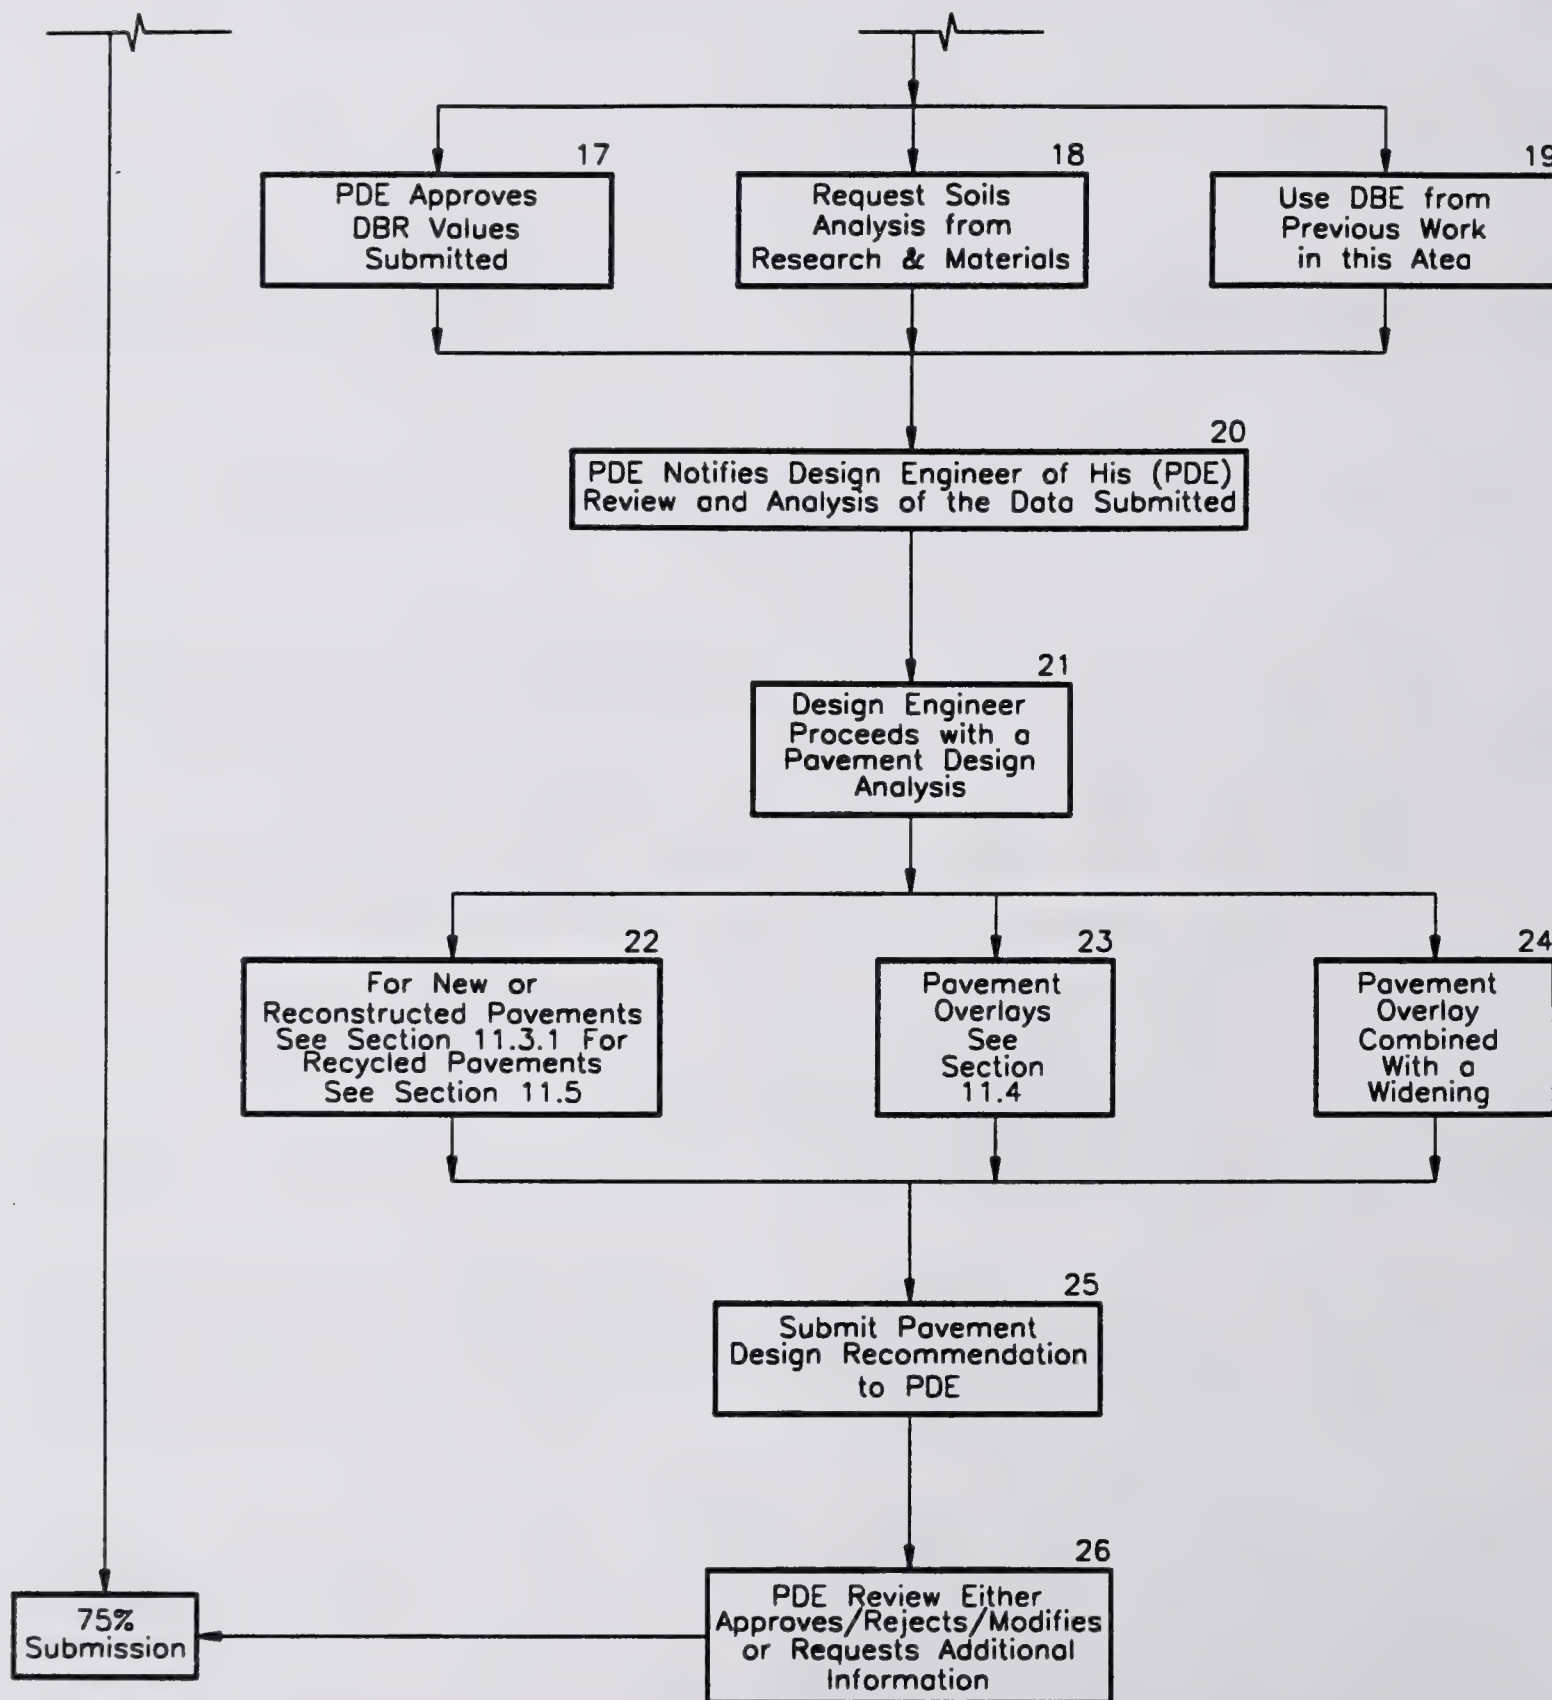 17
PDE Approves
DBR Values
Submitted
18
Request Soils
Analysis from
Research & Materials
19
Use DBE from
Previous Work
in this Atea
20
PDE Notifies Design Engineer of His (PDE)
Review and Analysis of the Data Submitted
21
Design Engineer
Proceeds with a
Pavement Design
Analysis
22
For New or
Reconstructed Pavements
See Section 11.3.1 For
Recycled Pavements
See Section 11.5
23
Pavement
Overlays
See
Section
11.4
24
Pavement
Overlay
Combined
With a
Widening
25
Submit Pavement
Design Recommendation
to PDE
26
PDE Review Either
Approves/Rejects/Modifies
or Requests Additional
Information
75%
Submission